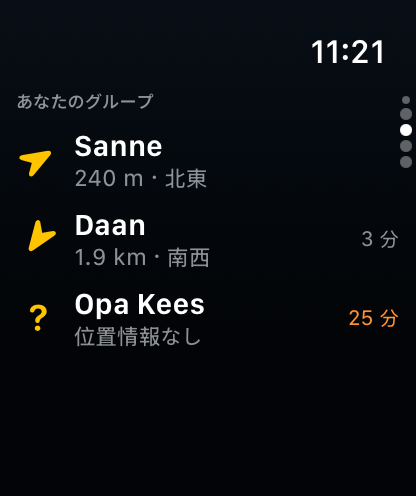 11:21
あなたのグループ
Sanne
240 m · 北東
Daan
1.9 km · 南西
3 分
?
Opa Kees
位置情報なし
25 分